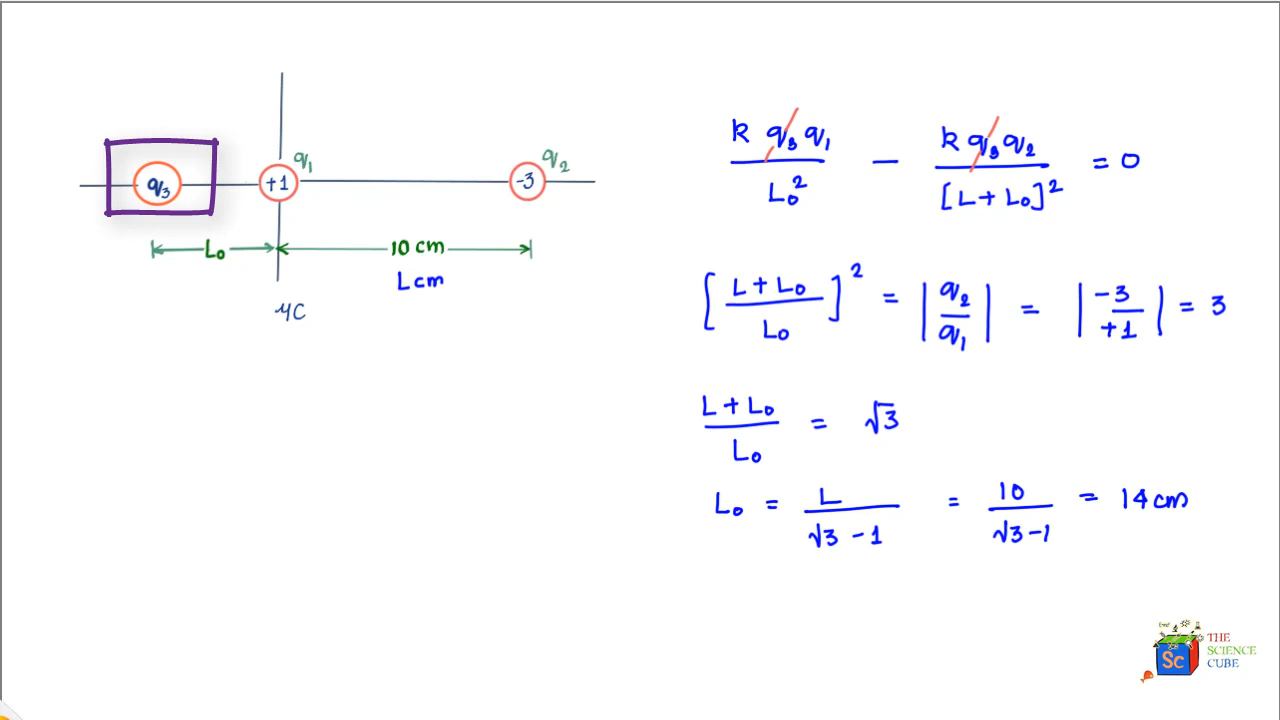 q₃ +1 q₁ -3 q₂
L₀ 10 cm
L cm
μC
k q₃ q₁ / L₀² − k q₃ q₂ / [L + L₀]² = 0
[L + L₀ / L₀]² = |q₂ / q₁| = |−3 / +1| = 3
L + L₀ / L₀ = √3
L₀ = L / √3 − 1 = 10 / √3 − 1 = 14 cm
Sc
THE
SCIENCE
CUBE